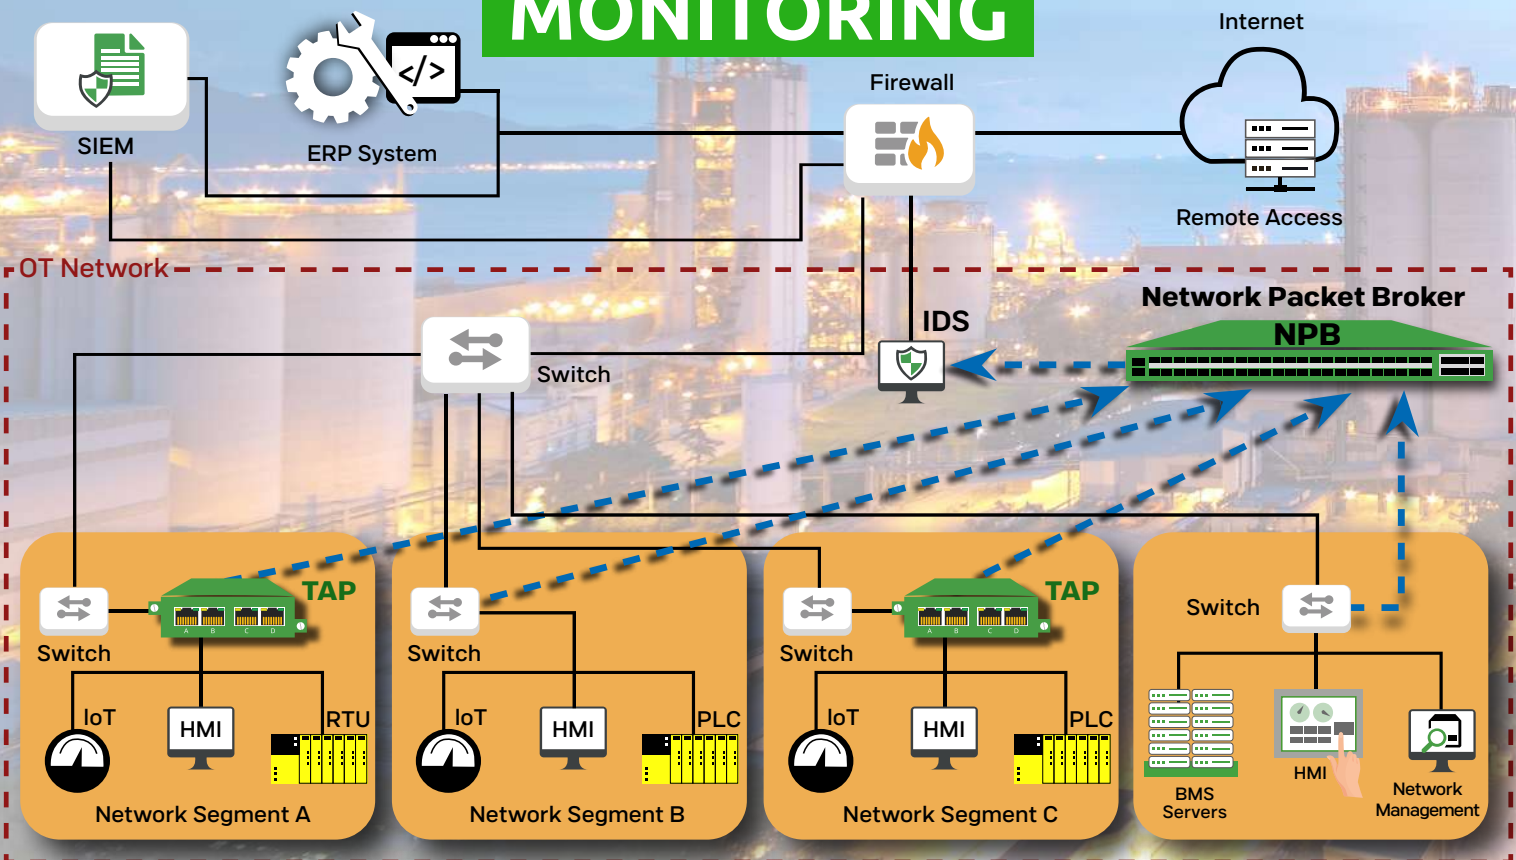 MONITORING
Internet
Firewall
</>
SIEM
ERP System
Remote Access
OT Network
Network Packet Broker
NPB
IDS
Switch
TAP
TAP
A B C D
A B C D
Switch
Switch
Switch
Switch
IoT
HMI
RTU
IoT
HMI
PLC
IoT
HMI
PLC
HMI
BMS
Servers
Network
Management
Network Segment A
Network Segment B
Network Segment C